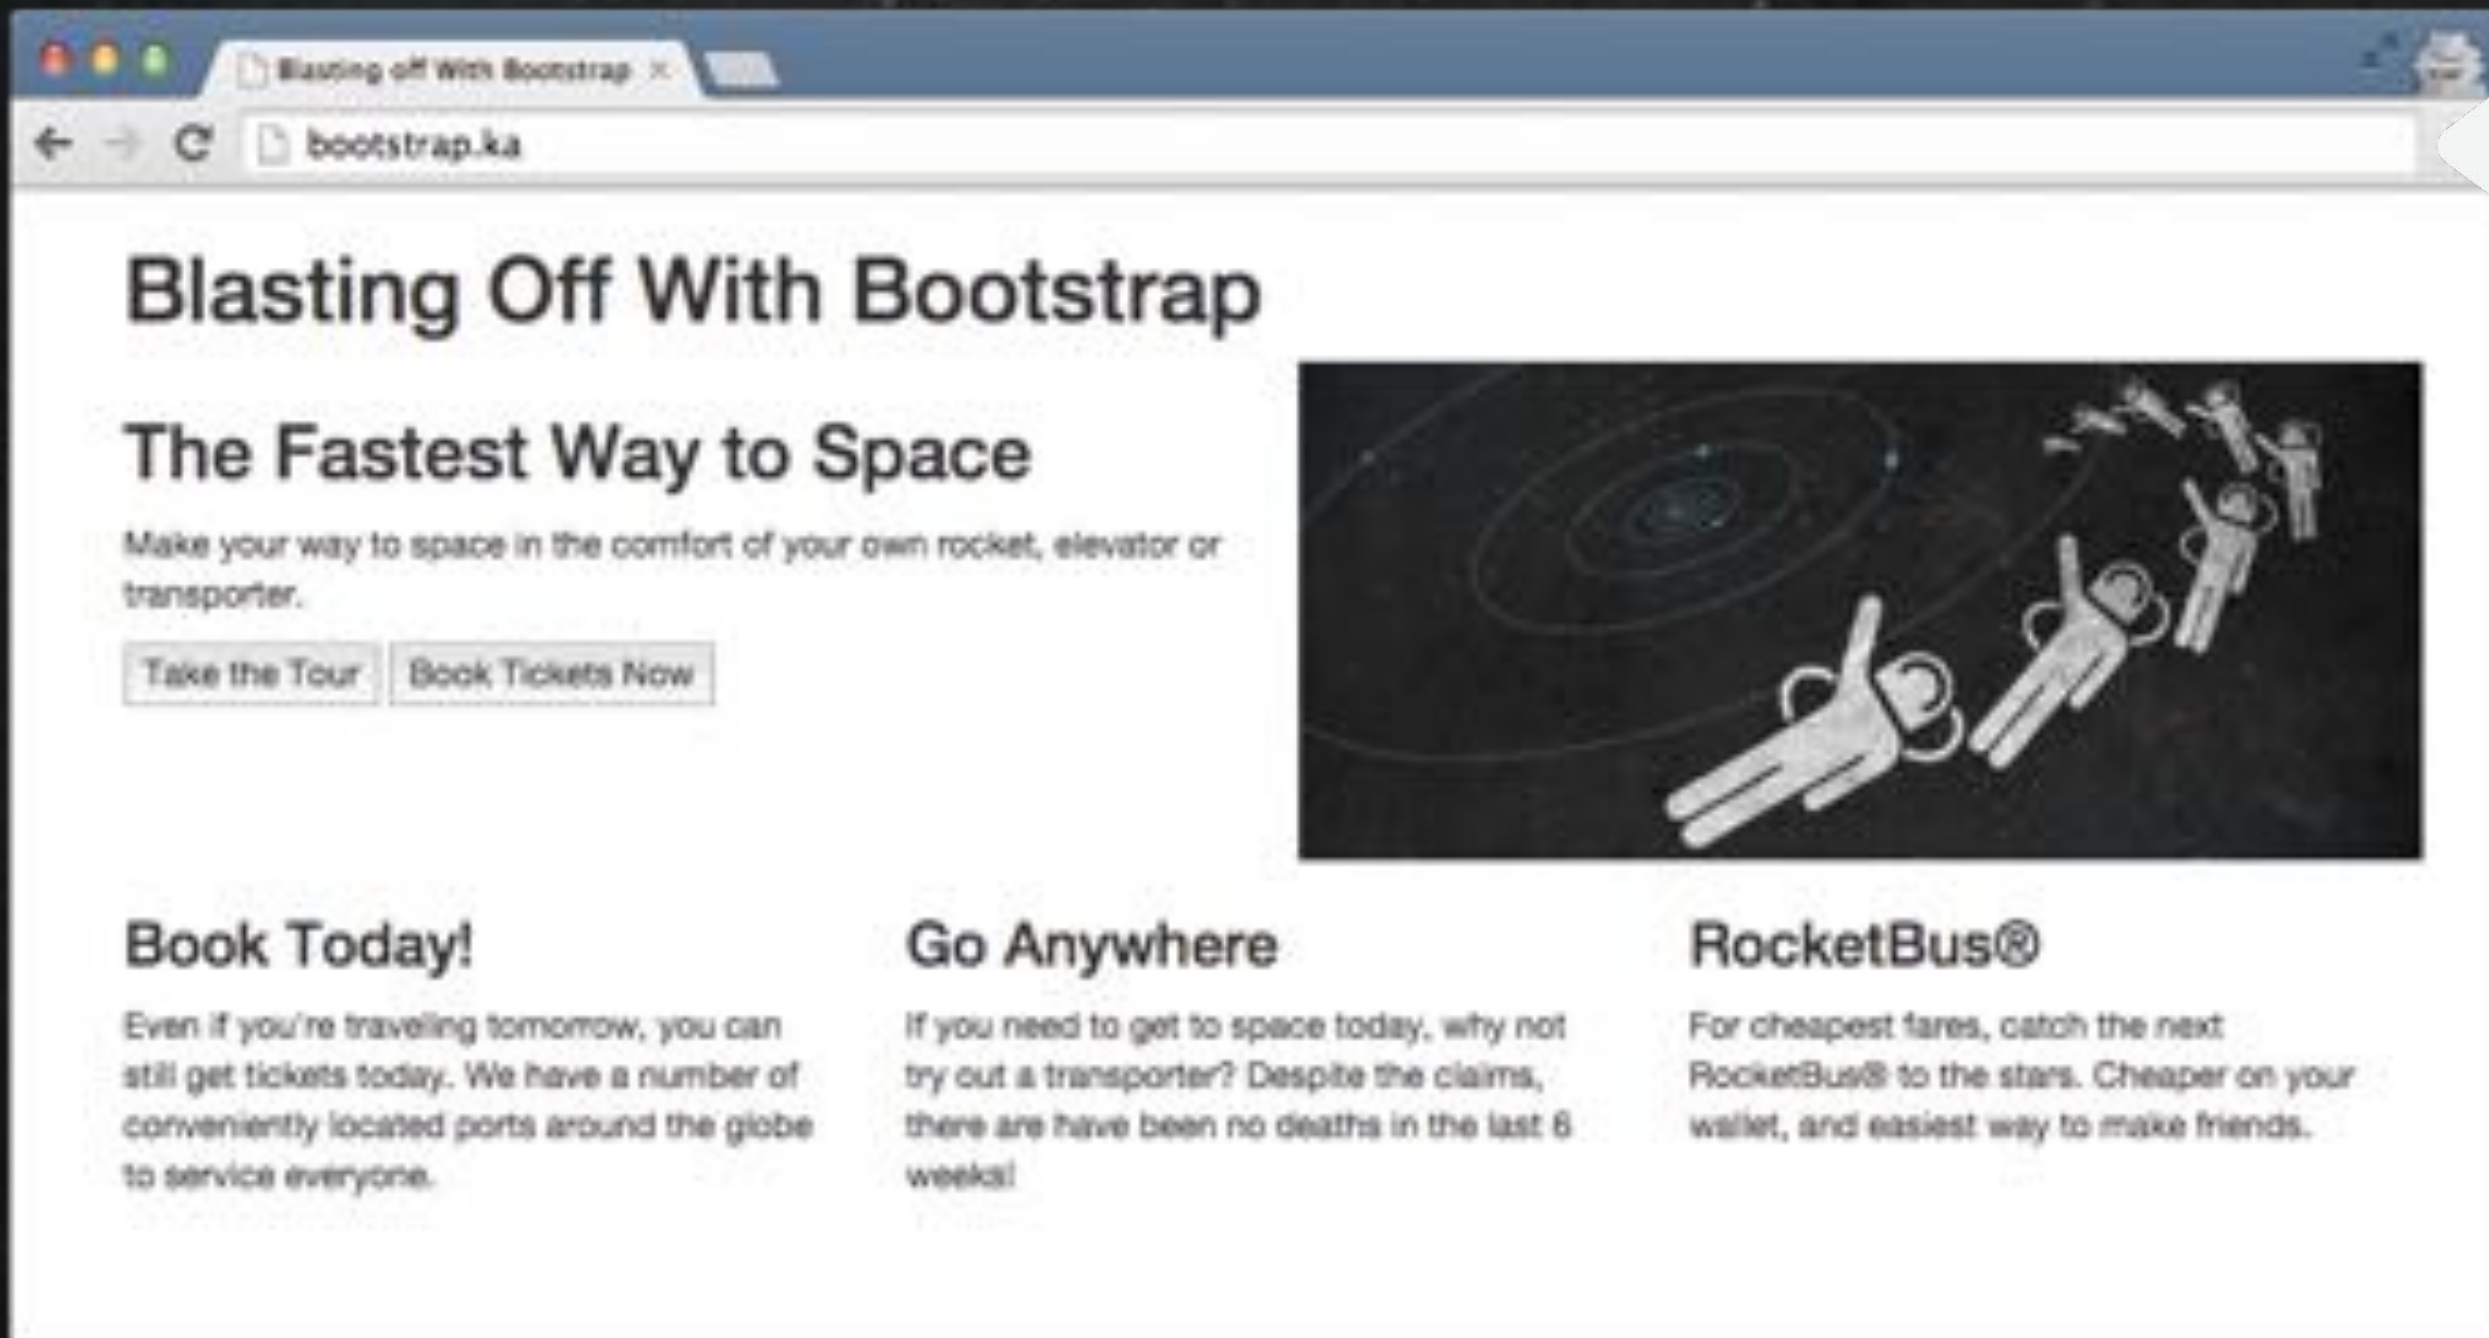 Blasting off With Bootstrap
bootstrap.ka
Blasting Off With Bootstrap
The Fastest Way to Space
Make your way to space in the comfort of your own rocket, elevator or
transporter.
Take the Tour
Book Tickets Now
Book Today!
Even if you're traveling tomorrow, you can
still get tickets today. We have a number of
conveniently located ports around the globe
to service everyone.
Go Anywhere
If you need to get to space today, why not
try out a transporter? Despite the claims,
there are have been no deaths in the last 6
weeks!
RocketBus®
For cheapest fares, catch the next
RocketBus® to the stars. Cheaper on your
wallet, and easiest way to make friends.